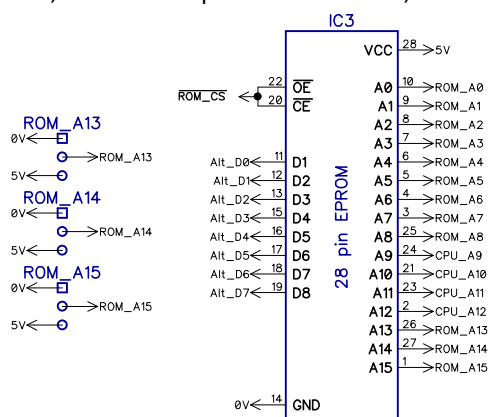 IC3
VCC 28 5V
22 OE
20 CE
ROM_CS
A0 10 ROM_A0
A1 9 ROM_A1
A2 8 ROM_A2
A3 7 ROM_A3
A4 6 ROM_A4
A5 5 ROM_A5
A6 4 ROM_A6
A7 3 ROM_A7
A8 25 ROM_A8
A9 24 CPU_A9
A10 21 CPU_A10
A11 23 CPU_A11
A12 2 CPU_A12
A13 26 ROM_A13
A14 27 ROM_A14
A15 1 ROM_A15
Alt_D0 11 D1
Alt_D1 12 D2
Alt_D2 13 D3
Alt_D3 15 D4
Alt_D4 16 D5
Alt_D5 17 D6
Alt_D6 18 D7
Alt_D7 19 D8
28 pin EPROM
0V 14 GND
ROM_A13
0V
ROM_A13
5V
ROM_A14
0V
ROM_A14
5V
ROM_A15
0V
ROM_A15
5V